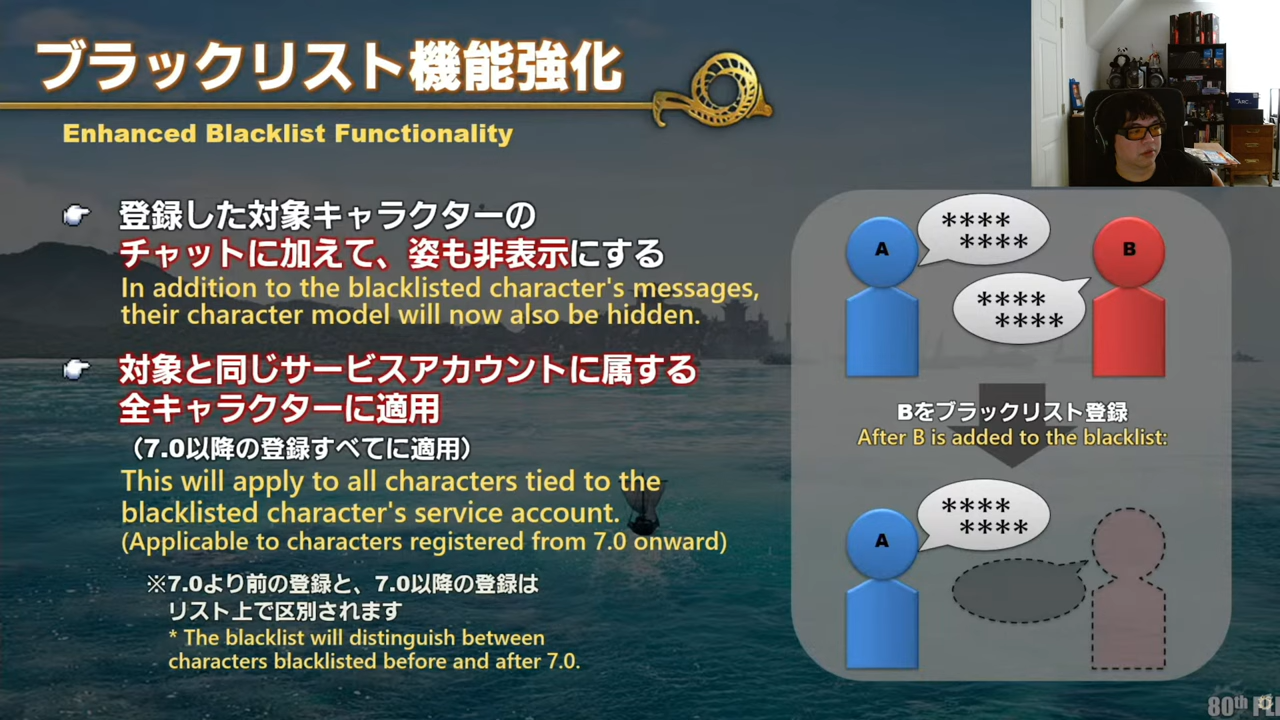 ブラックリスト機能強化
Enhanced Blacklist Functionality
登録した対象キャラクターの
チャットに加えて、姿も非表示にする
In addition to the blacklisted character's messages,
their character model will now also be hidden.
対象と同じサービスアカウントに属する
全キャラクターに適用
（7.0以降の登録すべてに適用）
This will apply to all characters tied to the
blacklisted character's service account.
(Applicable to characters registered from 7.0 onward)
※7.0より前の登録と、7.0以降の登録は
リスト上で区別されます
* The blacklist will distinguish between
characters blacklisted before and after 7.0.
A
****
****
B
****
****
Bをブラックリスト登録
After B is added to the blacklist:
A
****
****
80th